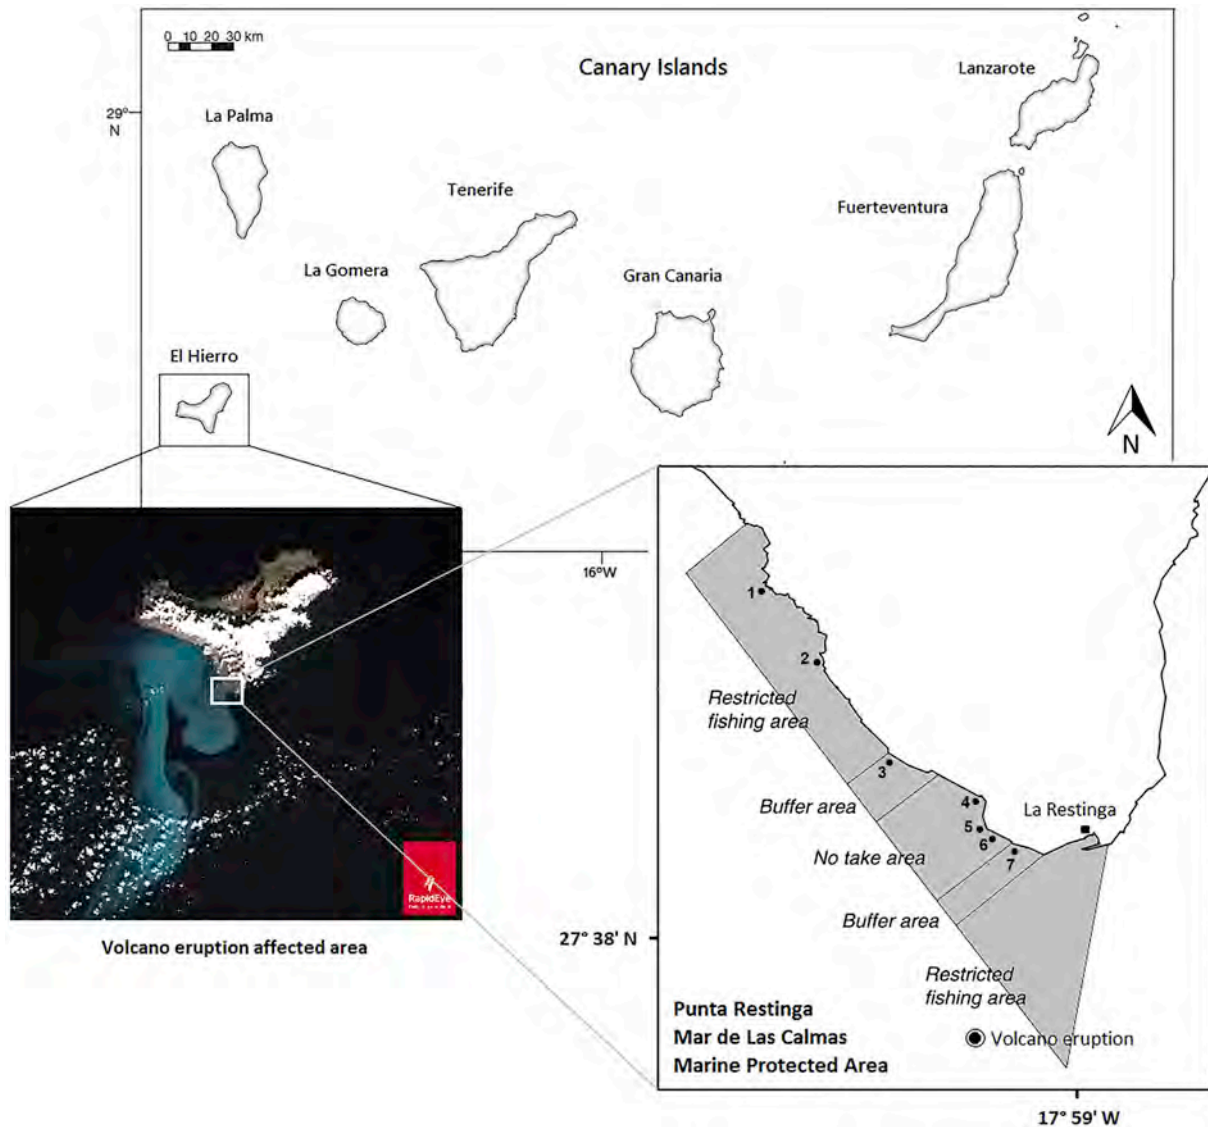 0 10 20 30 km
Canary Islands
Lanzarote
29º
N
La Palma
Tenerife
Fuerteventura
La Gomera
Gran Canaria
El Hierro
N
16ºW
1
2
Restricted
fishing area
3
Buffer area
4
La Restinga
5
6
No take area
7
Buffer area
RapidEye
Volcano eruption affected area
27° 38' N
Restricted
fishing area
Punta Restinga
Mar de Las Calmas
Marine Protected Area
Volcano eruption
17° 59' W